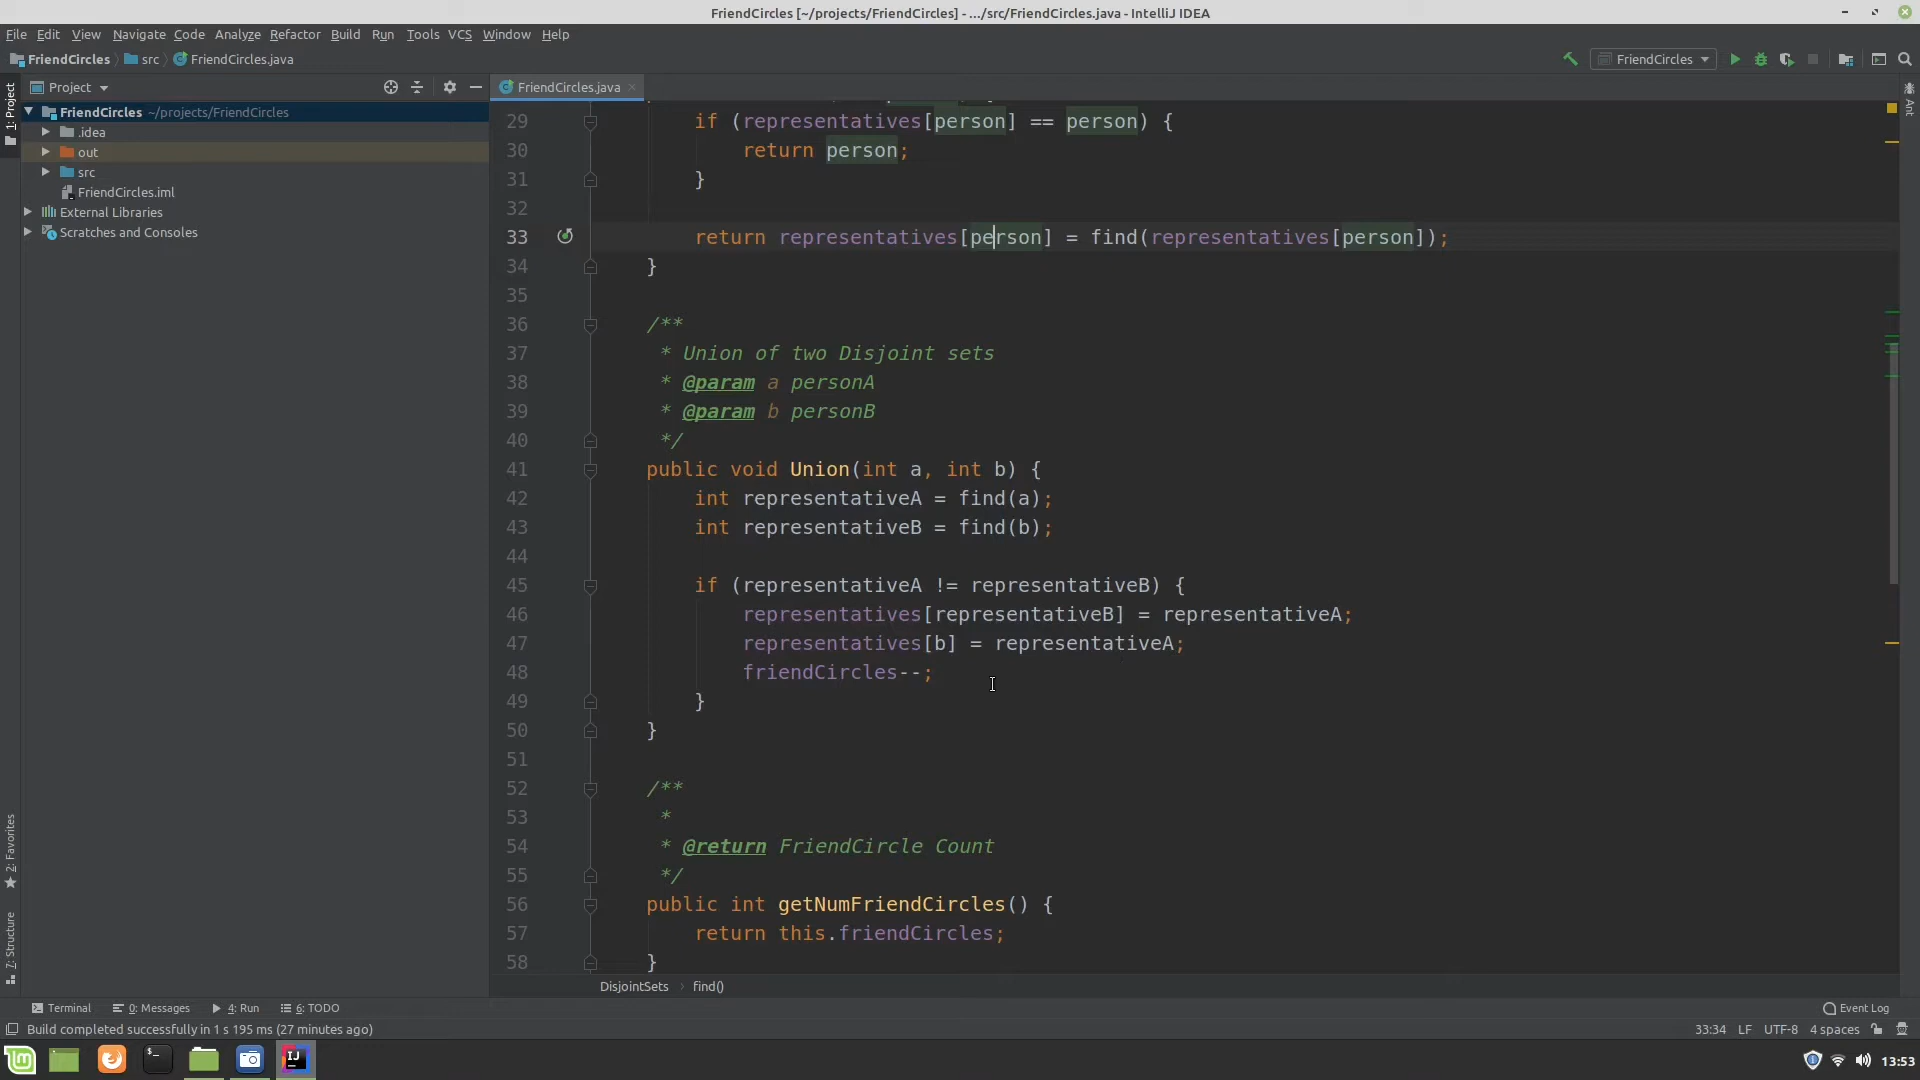 FriendCircles [~/projects/FriendCircles] - .../src/FriendCircles.java - IntelliJ IDEA
File Edit View Navigate Code Analyze Refactor Build Run Tools VCS Window Help
FriendCircles src FriendCircles.java FriendCircles
Project FriendCircles.java
1: Project
Ant
FriendCircles ~/projects/FriendCircles
.idea
out
src
FriendCircles.iml
External Libraries
Scratches and Consoles
29 if (representatives[person] == person) {
30 return person;
31 }
32
33 return representatives[person] = find(representatives[person]);
34 }
35
36 /**
37 * Union of two Disjoint sets
38 * @param a personA
39 * @param b personB
40 */
41 public void Union(int a, int b) {
42 int representativeA = find(a);
43 int representativeB = find(b);
44
45 if (representativeA != representativeB) {
46 representatives[representativeB] = representativeA;
47 representatives[b] = representativeA;
48 friendCircles--;
49 }
50 }
51
52 /**
53 *
54 * @return FriendCircle Count
55 */
56 public int getNumFriendCircles() {
57 return this.friendCircles;
58 }
2: Favorites
7: Structure
DisjointSets find()
Terminal 0: Messages 4: Run 6: TODO Event Log
Build completed successfully in 1 s 195 ms (27 minutes ago) 33:34 LF UTF-8 4 spaces
IJ
13:53